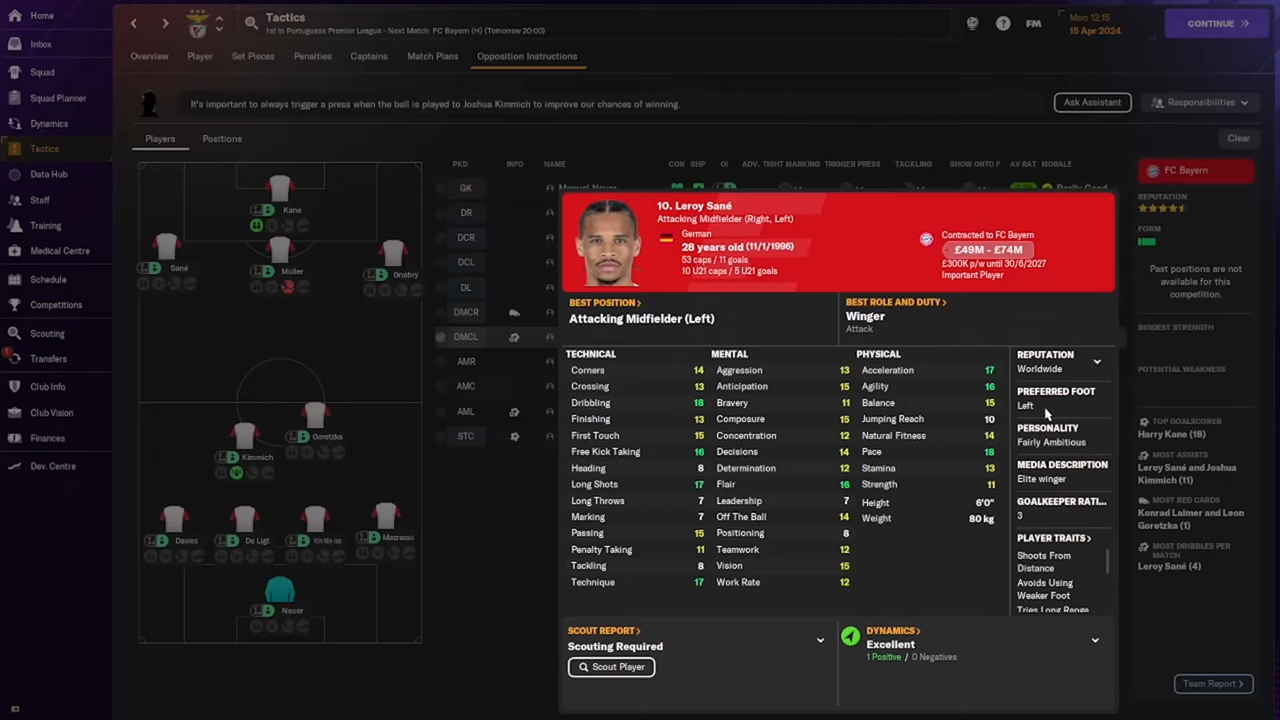 Home
Tactics
1st in Portuguese Premier League - Next Match: FC Bayern (H) (Tomorrow 20:00)
FM
Mon 12:15
15 Apr 2024
CONTINUE
Inbox
Squad
Squad Planner
Dynamics
Tactics
Data Hub
Staff
Training
Medical Centre
Schedule
Competitions
Scouting
Transfers
Club Info
Club Vision
Finances
Dev. Centre
Overview Player Set Pieces Penalties Captains Match Plans Opposition Instructions
It's important to always trigger a press when the ball is played to Joshua Kimmich to improve our chances of winning.
Ask Assistant
Responsibilities
Players Positions
Clear
Kane
Sané
Müller
Gnabry
Goretzka
Kimmich
Davies
De Ligt
Kim Min-Jae
Mazraoui
Neuer
PKD INFO NAME CON SHP OI ADV. TIGHT MARKING TRIGGER PRESS TACKLING SHOW ONTO F AV RAT MORALE
GK Manuel Neuer Really Good
DR
DCR
DCL
DL
DMCR
DMCL
AMR
AMC
AML
STC
10. Leroy Sané
Attacking Midfielder (Right, Left)
German
28 years old (11/1/1996)
53 caps / 11 goals
10 U21 caps / 5 U21 goals
Contracted to FC Bayern
£49M - £74M
£300K p/w until 30/6/2027
Important Player
BEST POSITION
Attacking Midfielder (Left)
BEST ROLE AND DUTY
Winger
Attack
TECHNICAL
Corners 14
Crossing 13
Dribbling 18
Finishing 13
First Touch 15
Free Kick Taking 16
Heading 8
Long Shots 17
Long Throws 7
Marking 7
Passing 15
Penalty Taking 11
Tackling 8
Technique 17
MENTAL
Aggression 13
Anticipation 15
Bravery 11
Composure 15
Concentration 12
Decisions 14
Determination 12
Flair 16
Leadership 7
Off The Ball 14
Positioning 8
Teamwork 12
Vision 15
Work Rate 12
PHYSICAL
Acceleration 17
Agility 16
Balance 15
Jumping Reach 10
Natural Fitness 14
Pace 18
Stamina 13
Strength 11
Height 6'0"
Weight 80 kg
REPUTATION
Worldwide
PREFERRED FOOT
Left
PERSONALITY
Fairly Ambitious
MEDIA DESCRIPTION
Elite winger
GOALKEEPER RATI...
3
PLAYER TRAITS
Shoots From
Distance
Avoids Using
Weaker Foot
Tries Long Range
SCOUT REPORT
Scouting Required
Scout Player
DYNAMICS
Excellent
1 Positive / 0 Negatives
FC Bayern
REPUTATION
FORM
Past positions are not
available for this
competition.
BIGGEST STRENGTH
POTENTIAL WEAKNESS
TOP GOALSCORER
Harry Kane (18)
MOST ASSISTS
Leroy Sané and Joshua
Kimmich (11)
MOST RED CARDS
Konrad Laimer and Leon
Goretzka (1)
MOST DRIBBLES PER
MATCH
Leroy Sané (4)
Team Report